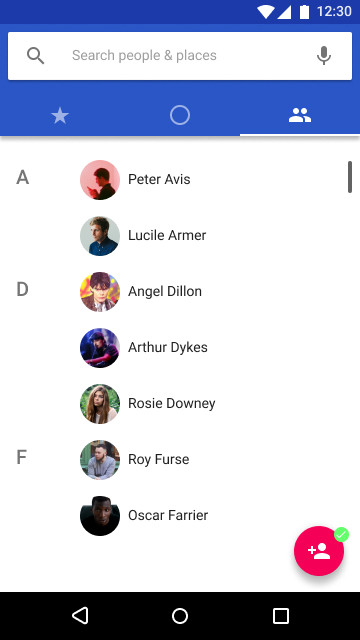 12:30
Search people & places
A
Peter Avis
Lucile Armer
D
Angel Dillon
Arthur Dykes
Rosie Downey
F
Roy Furse
Oscar Farrier